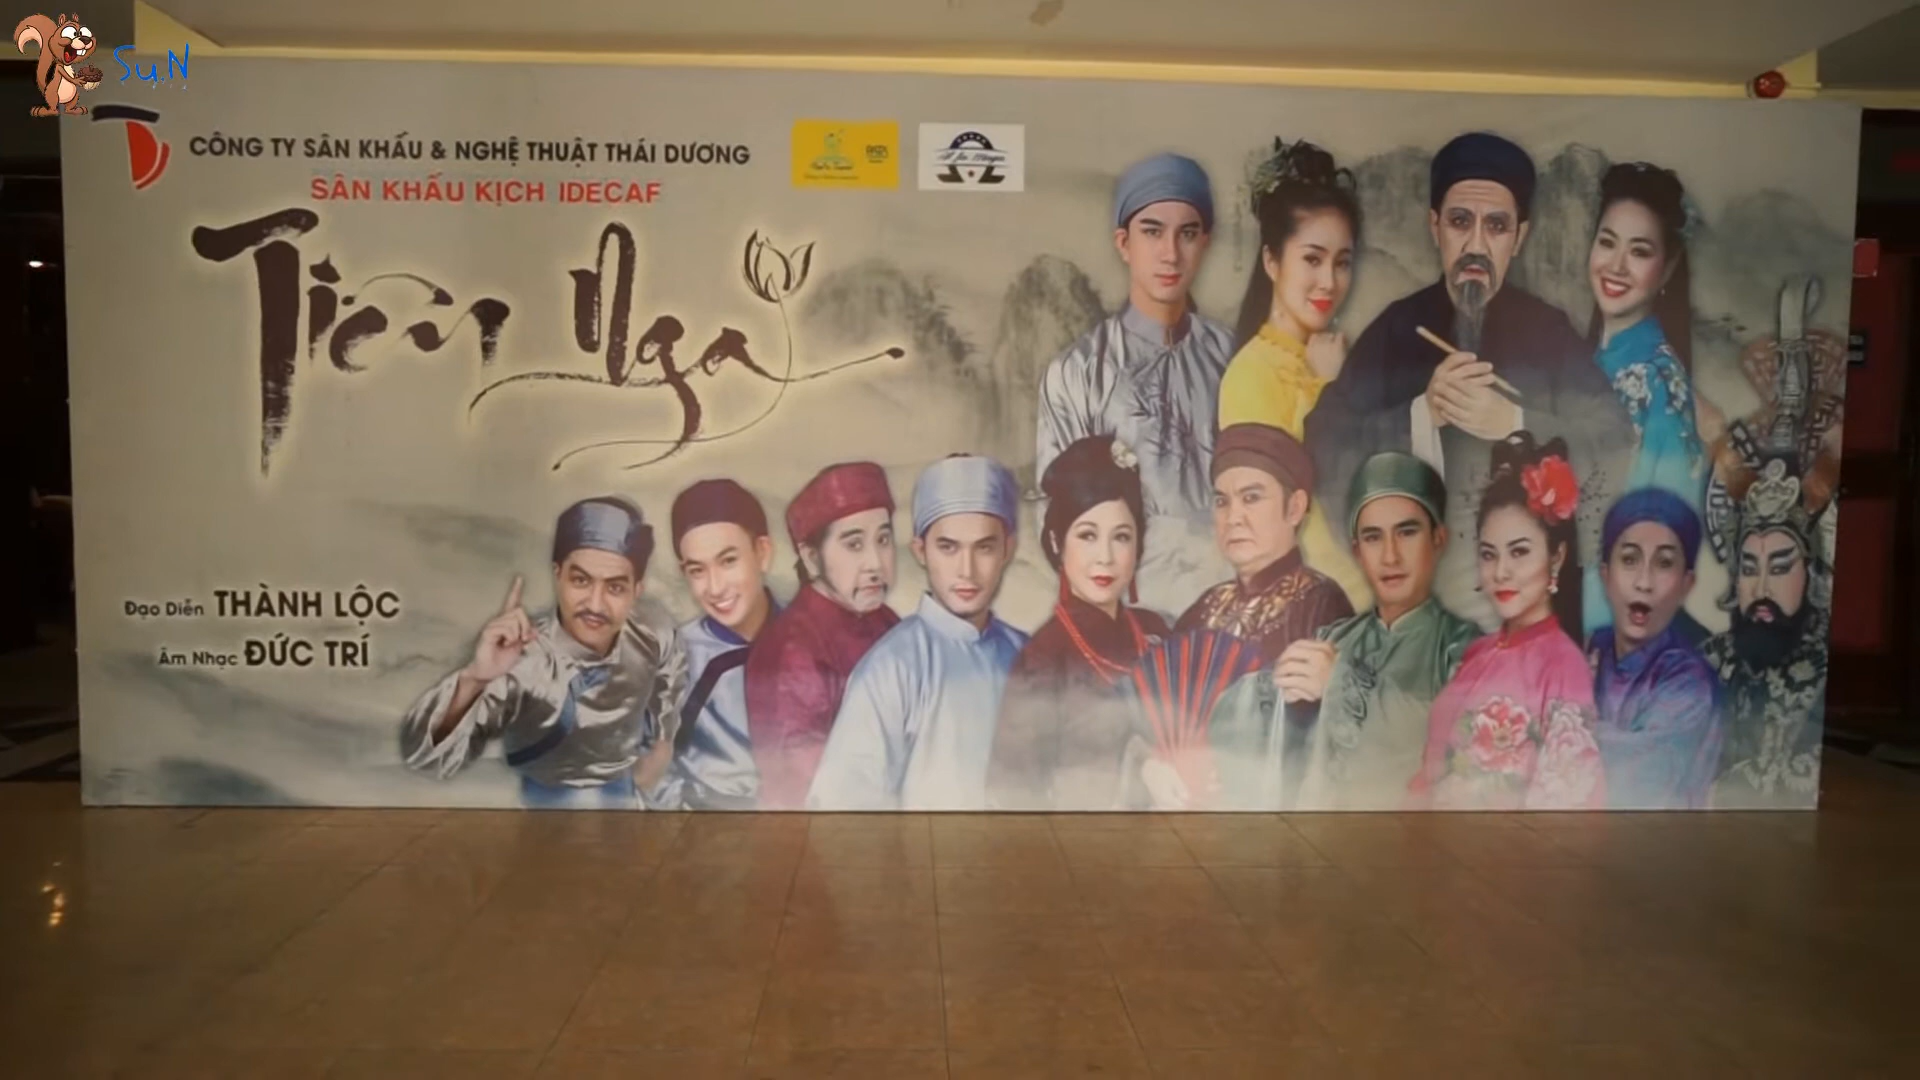 Su.N
CÔNG TY SÂN KHẤU & NGHỆ THUẬT THÁI DƯƠNG
SÂN KHẤU KỊCH IDECAF
Tiên Nga
Đạo Diễn THÀNH LỘC
Âm Nhạc ĐỨC TRÍ